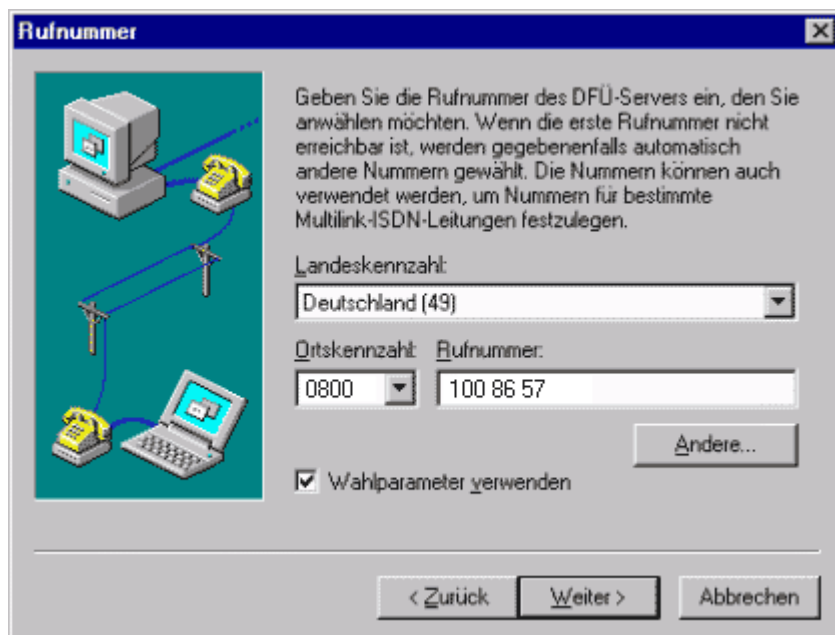 Rufnummer
Geben Sie die Rufnummer des DFÜ-Servers ein, den Sie
anwählen möchten. Wenn die erste Rufnummer nicht
erreichbar ist, werden gegebenenfalls automatisch
andere Nummern gewählt. Die Nummern können auch
verwendet werden, um Nummern für bestimmte
Multilink-ISDN-Leitungen festzulegen.
Landeskennzahl:
Deutschland (49)
Ortskennzahl: Rufnummer:
0800 100 86 57
Andere...
Wahlparameter verwenden
< Zurück Weiter > Abbrechen